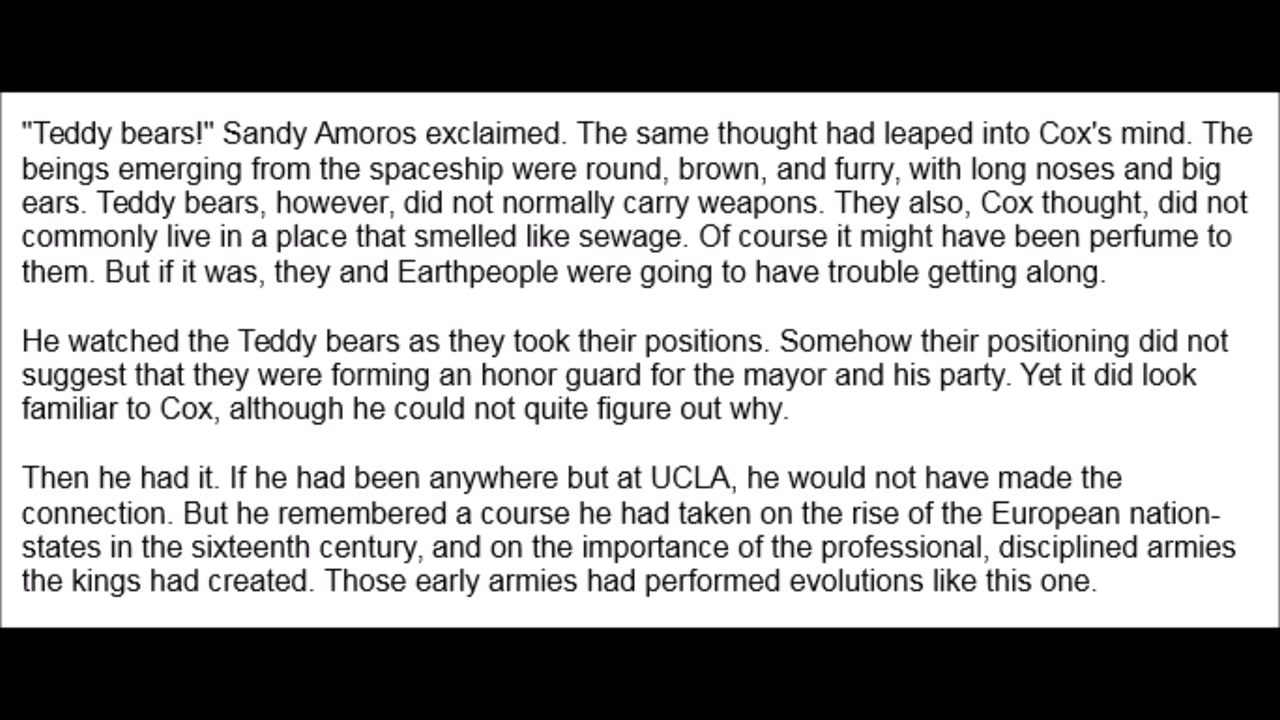 "Teddy bears!" Sandy Amoros exclaimed. The same thought had leaped into Cox's mind. The
beings emerging from the spaceship were round, brown, and furry, with long noses and big
ears. Teddy bears, however, did not normally carry weapons. They also, Cox thought, did not
commonly live in a place that smelled like sewage. Of course it might have been perfume to
them. But if it was, they and Earthpeople were going to have trouble getting along.
He watched the Teddy bears as they took their positions. Somehow their positioning did not
suggest that they were forming an honor guard for the mayor and his party. Yet it did look
familiar to Cox, although he could not quite figure out why.
Then he had it. If he had been anywhere but at UCLA, he would not have made the
connection. But he remembered a course he had taken on the rise of the European nation-
states in the sixteenth century, and on the importance of the professional, disciplined armies
the kings had created. Those early armies had performed evolutions like this one.